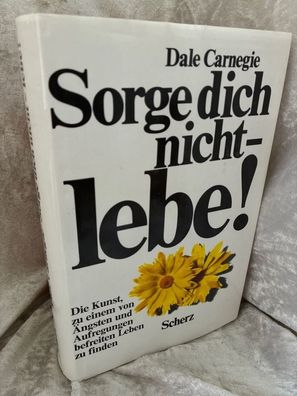 Dale Carnegie
Sorge dich
nicht–
lebe!
Die Kunst,
zu einem von
Ängsten und
Aufregungen
befreiten Leben
zu finden
Scherz